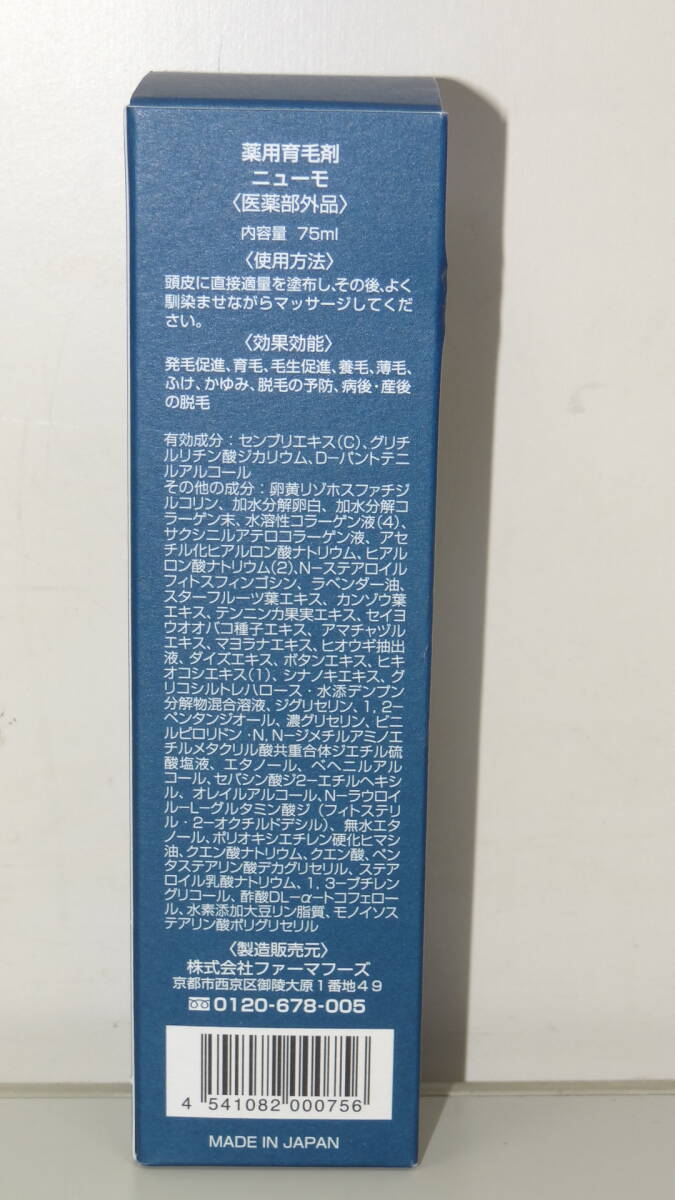 薬用育毛剤
ニューモ
〈医薬部外品〉
内容量 75ml
〈使用方法〉
頭皮に直接適量を塗布し、その後、よく
馴染ませながらマッサージしてくだ
さい。
〈効果効能〉
発毛促進、育毛、毛生促進、養毛、薄毛、
ふけ、かゆみ、脱毛の予防、病後・産後
の脱毛
有効成分：センブリエキス(C)、グリチ
ルリチン酸ジカリウム、D-パントテニ
ルアルコール
その他の成分：卵黄リゾホスファチジ
ルコリン、加水分解卵白、加水分解コ
ラーゲン末、水溶性コラーゲン液(4)、
サクシニルアテロコラーゲン液、アセ
チル化ヒアルロン酸ナトリウム、ヒアル
ロン酸ナトリウム(2)、N-ステアロイル
フィトスフィンゴシン、ラベンダー油、
スターフルーツ葉エキス、カンゾウ葉
エキス、テンニンカ果実エキス、セイヨ
ウオオバコ種子エキス、アマチャヅル
エキス、マヨラナエキス、ヒオウギ抽出
液、ダイズエキス、ボタンエキス、ヒキ
オコシエキス(1)、シナノキエキス、グ
リコシルトレハロース・水添デンプン
分解物混合溶液、ジグリセリン、1,2-
ペンタンジオール、濃グリセリン、ビニ
ルピロリドン・N,N-ジメチルアミノエ
チルメタクリル酸共重合体ジエチル硫
酸塩液、エタノール、ベヘニルアル
コール、セバシン酸ジ2-エチルヘキシ
ル、オレイルアルコール、N-ラウロイ
ル-L-グルタミン酸ジ(フィトステリ
ル・2-オクチルドデシル)、無水エタ
ノール、ポリオキシエチレン硬化ヒマシ
油、クエン酸ナトリウム、クエン酸、ペン
タステアリン酸デカグリセリル、ステア
ロイル乳酸ナトリウム、1,3-ブチレン
グリコール、酢酸DL-α-トコフェロ
ール、水素添加大豆リン脂質、モノイソス
テアリン酸ポリグリセリル
〈製造販売元〉
株式会社ファーマフーズ
京都市西京区御陵大原1番地49
0120-678-005
4 541082 000756
MADE IN JAPAN